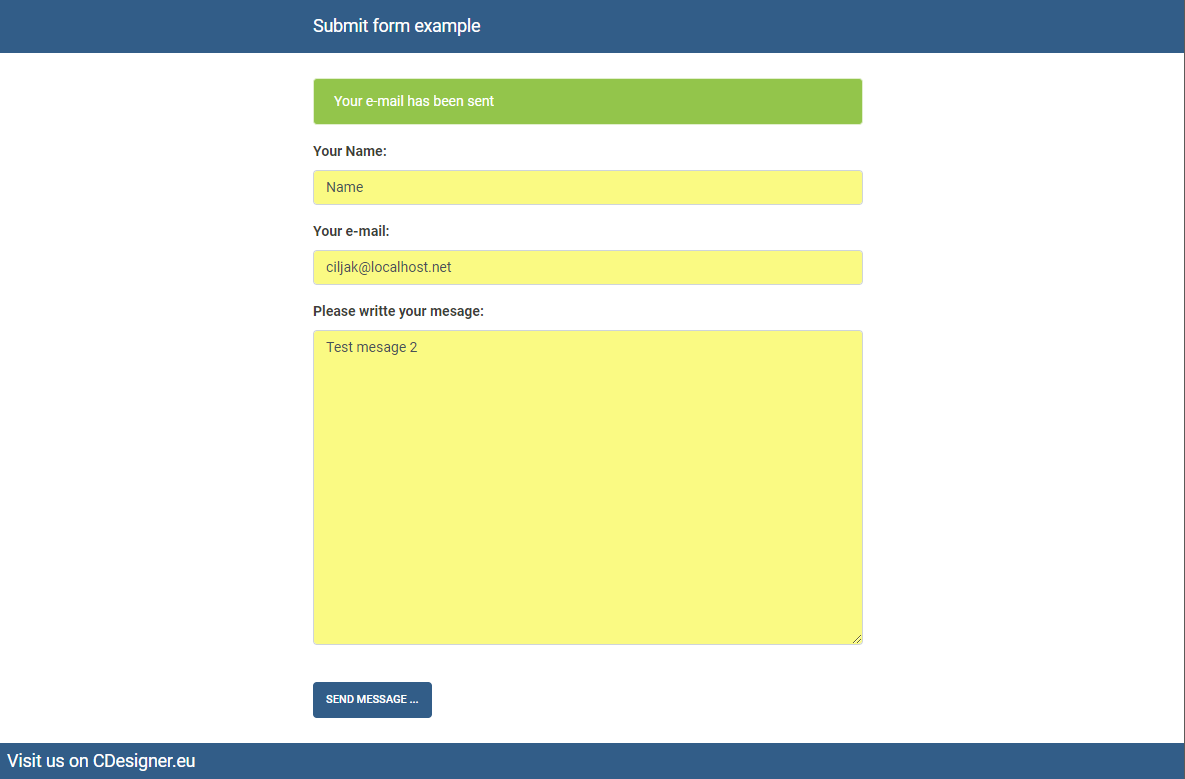 Submit form example
Your e-mail has been sent
Your Name:
Name
Your e-mail:
ciljak@localhost.net
Please writte your mesage:
Test mesage 2
SEND MESSAGE ...
Visit us on CDesigner.eu